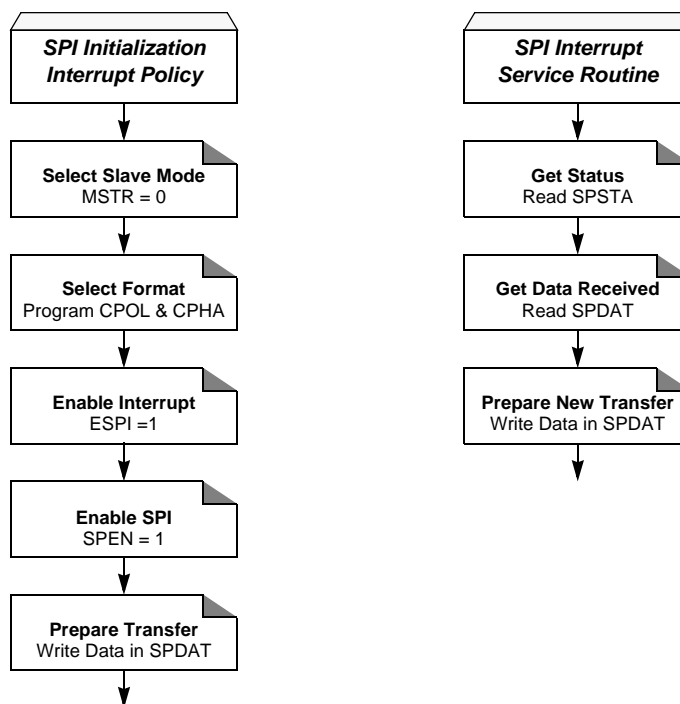 SPI Initialization
Interrupt Policy
Select Slave Mode
MSTR = 0
Select Format
Program CPOL & CPHA
Enable Interrupt
ESPI =1
Enable SPI
SPEN = 1
Prepare Transfer
Write Data in SPDAT
SPI Interrupt
Service Routine
Get Status
Read SPSTA
Get Data Received
Read SPDAT
Prepare New Transfer
Write Data in SPDAT